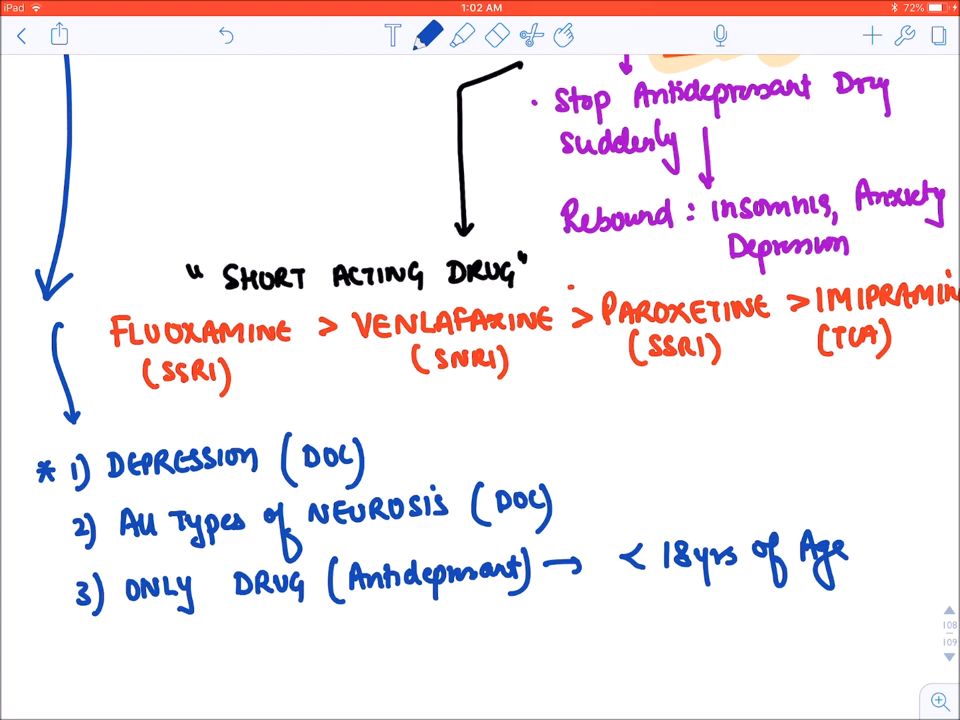 iPad
1:02 AM
72%
T
• Stop Antidepressant Drug
Suddenly
Rebound : Insomnia, Anxiety
Depression
" SHORT ACTING DRUG"
FLUOXAMINE > VENLAFAXINE > PAROXETINE > IMIPRAMIN
(SSRI) (SNRI) (SSRI) (TCA)
* 1) DEPRESSION (DOC)
2) All Types of NEUROSIS (DOC)
3) ONLY DRUG (Antidepressant) → < 18yrs of Age
108
109